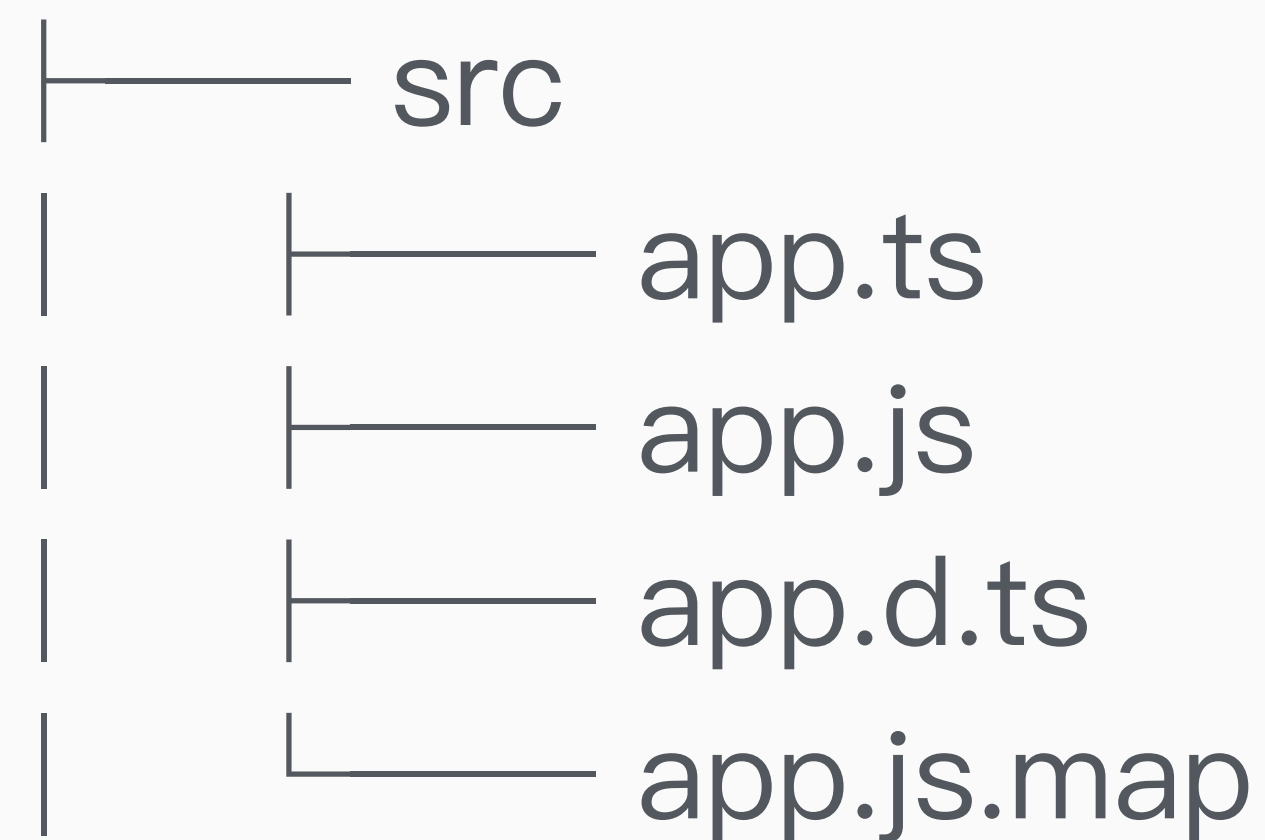 ├── src
│   ├── app.ts
│   ├── app.js
│   ├── app.d.ts
│   └── app.js.map